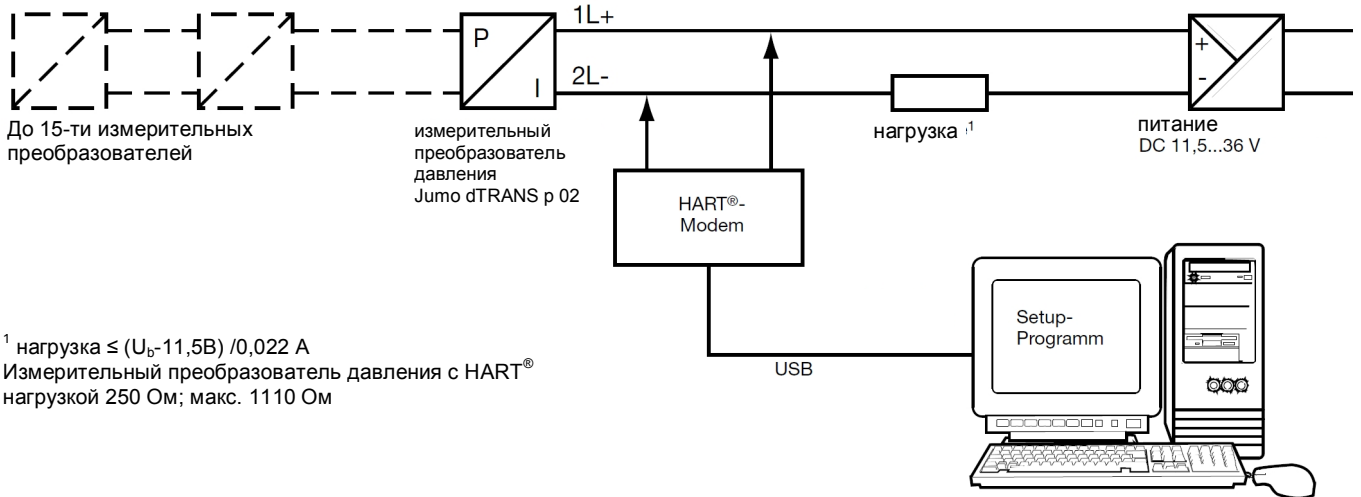 1L+
P
+
2L-
-
I
До 15-ти измерительных
преобразователей
измерительный
преобразователь
давления
Jumo dTRANS p 02
нагрузка ¹
питание
DC 11,5...36 V
HART®-
Modem
Setup-
Programm
USB
¹ нагрузка ≤ (U_b-11,5В) /0,022 А
Измерительный преобразователь давления с HART®
нагрузкой 250 Ом; макс. 1110 Ом